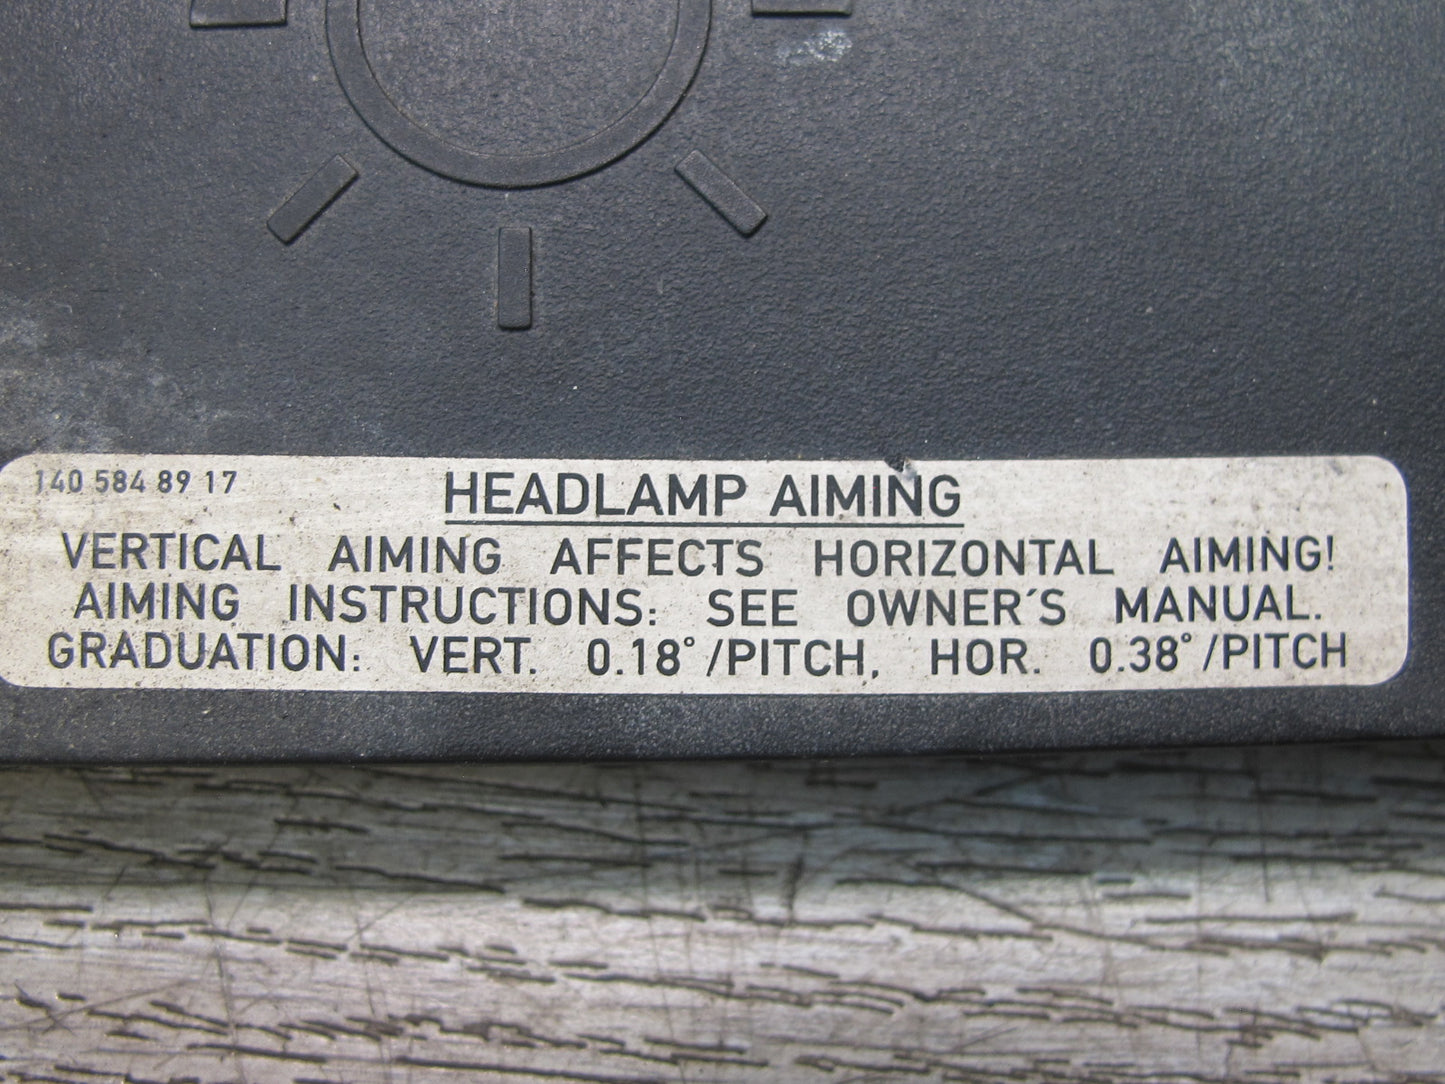 140 584 89 17
HEADLAMP AIMING
VERTICAL AIMING AFFECTS HORIZONTAL AIMING!
AIMING INSTRUCTIONS: SEE OWNER´S MANUAL.
GRADUATION: VERT. 0.18°/PITCH, HOR. 0.38°/PITCH